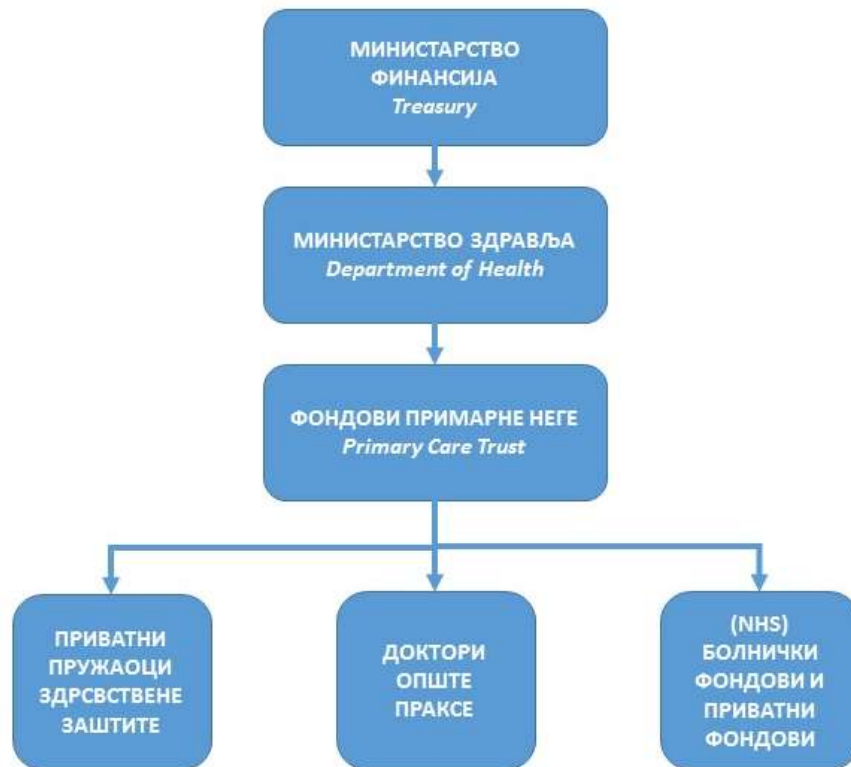 МИНИСТАРСТВО
ФИНАНСИЈА
Treasury
МИНИСТАРСТВО ЗДРАВЉА
Department of Health
ФОНДОВИ ПРИМАРНЕ НЕГЕ
Primary Care Trust
ПРИВАТНИ
ПРУЖАОЦИ
ЗДРСВСТВЕНЕ
ЗАШТИТЕ
ДОКТОРИ
ОПШТЕ
ПРАКСЕ
(NHS)
БОЛНИЧКИ
ФОНДОВИ И
ПРИВАТНИ
ФОНДОВИ